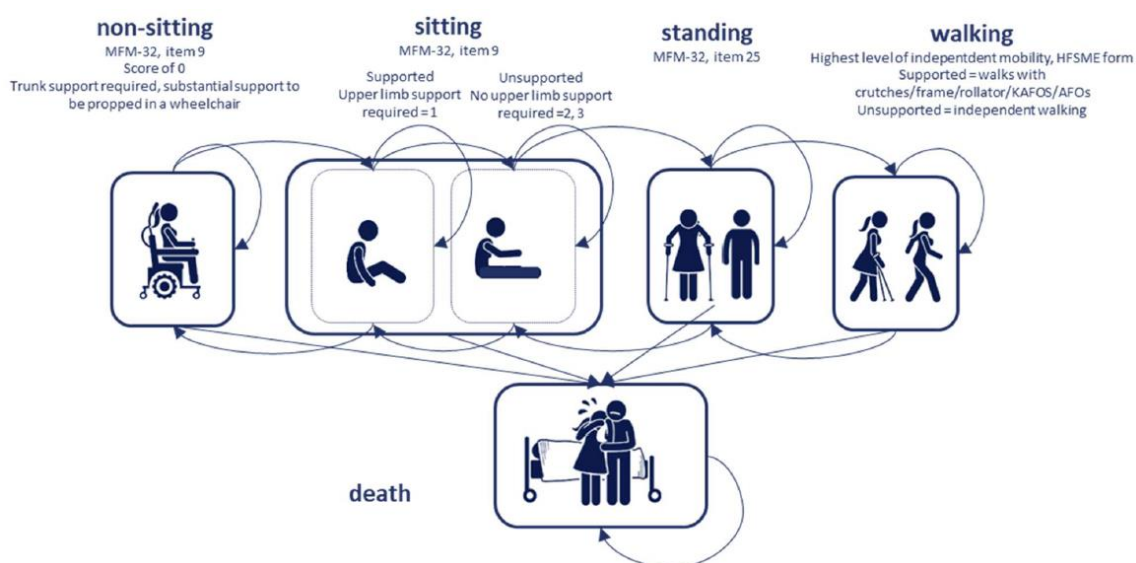 non-sitting
MFM-32, item 9
Score of 0
Trunk support required, substantial support to
be propped in a wheelchair
sitting
MFM-32, item 9
Supported
Upper limb support
required =1
Unsupported
No upper limb support
required =2, 3
standing
MFM-32, item 25
walking
Highest level of independent mobility, HFSME form
Supported = walks with
crutches/frame/rollator/KAFOS/AFOs
Unsupported = independent walking
death